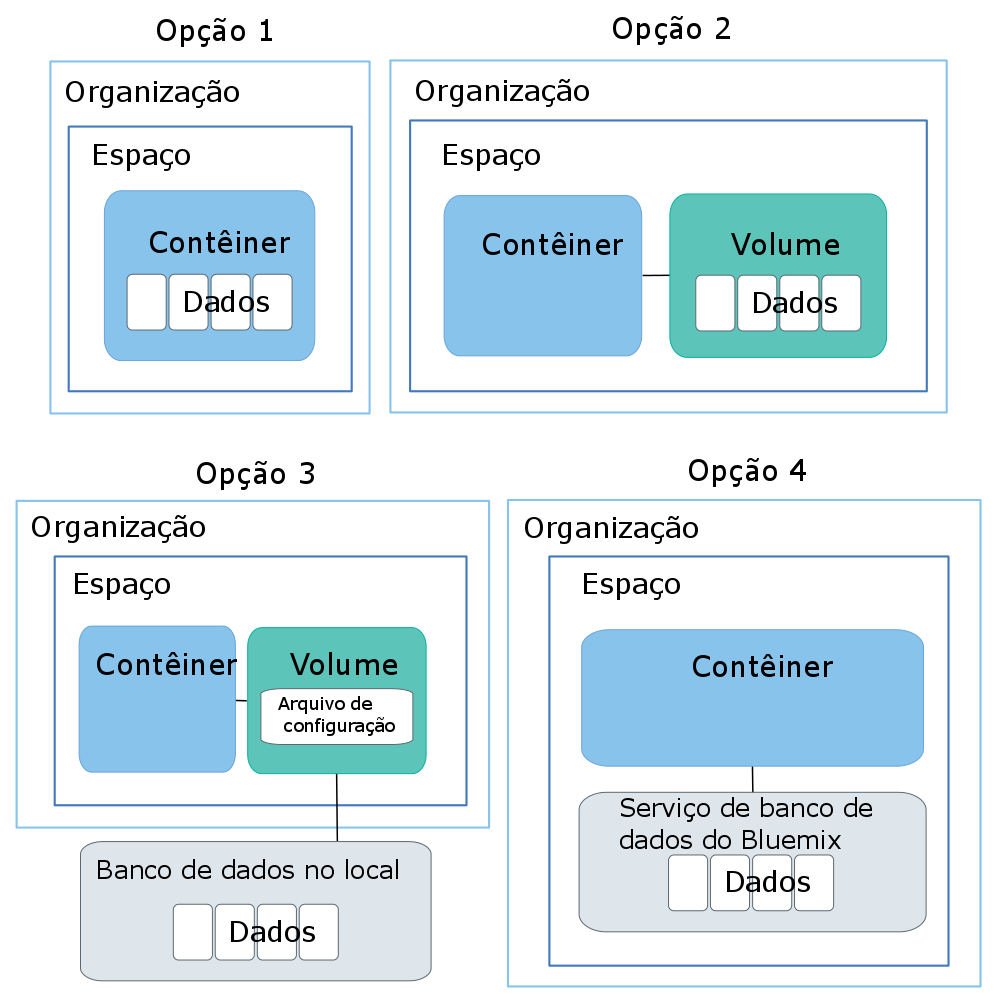 Opção 1
Organização
Espaço
Contêiner
Dados
Opção 2
Organização
Espaço
Contêiner
Volume
Dados
Opção 3
Organização
Espaço
Contêiner
Volume
Arquivo de
configuração
Banco de dados no local
Dados
Opção 4
Organização
Espaço
Contêiner
Serviço de banco de
dados do Bluemix
Dados